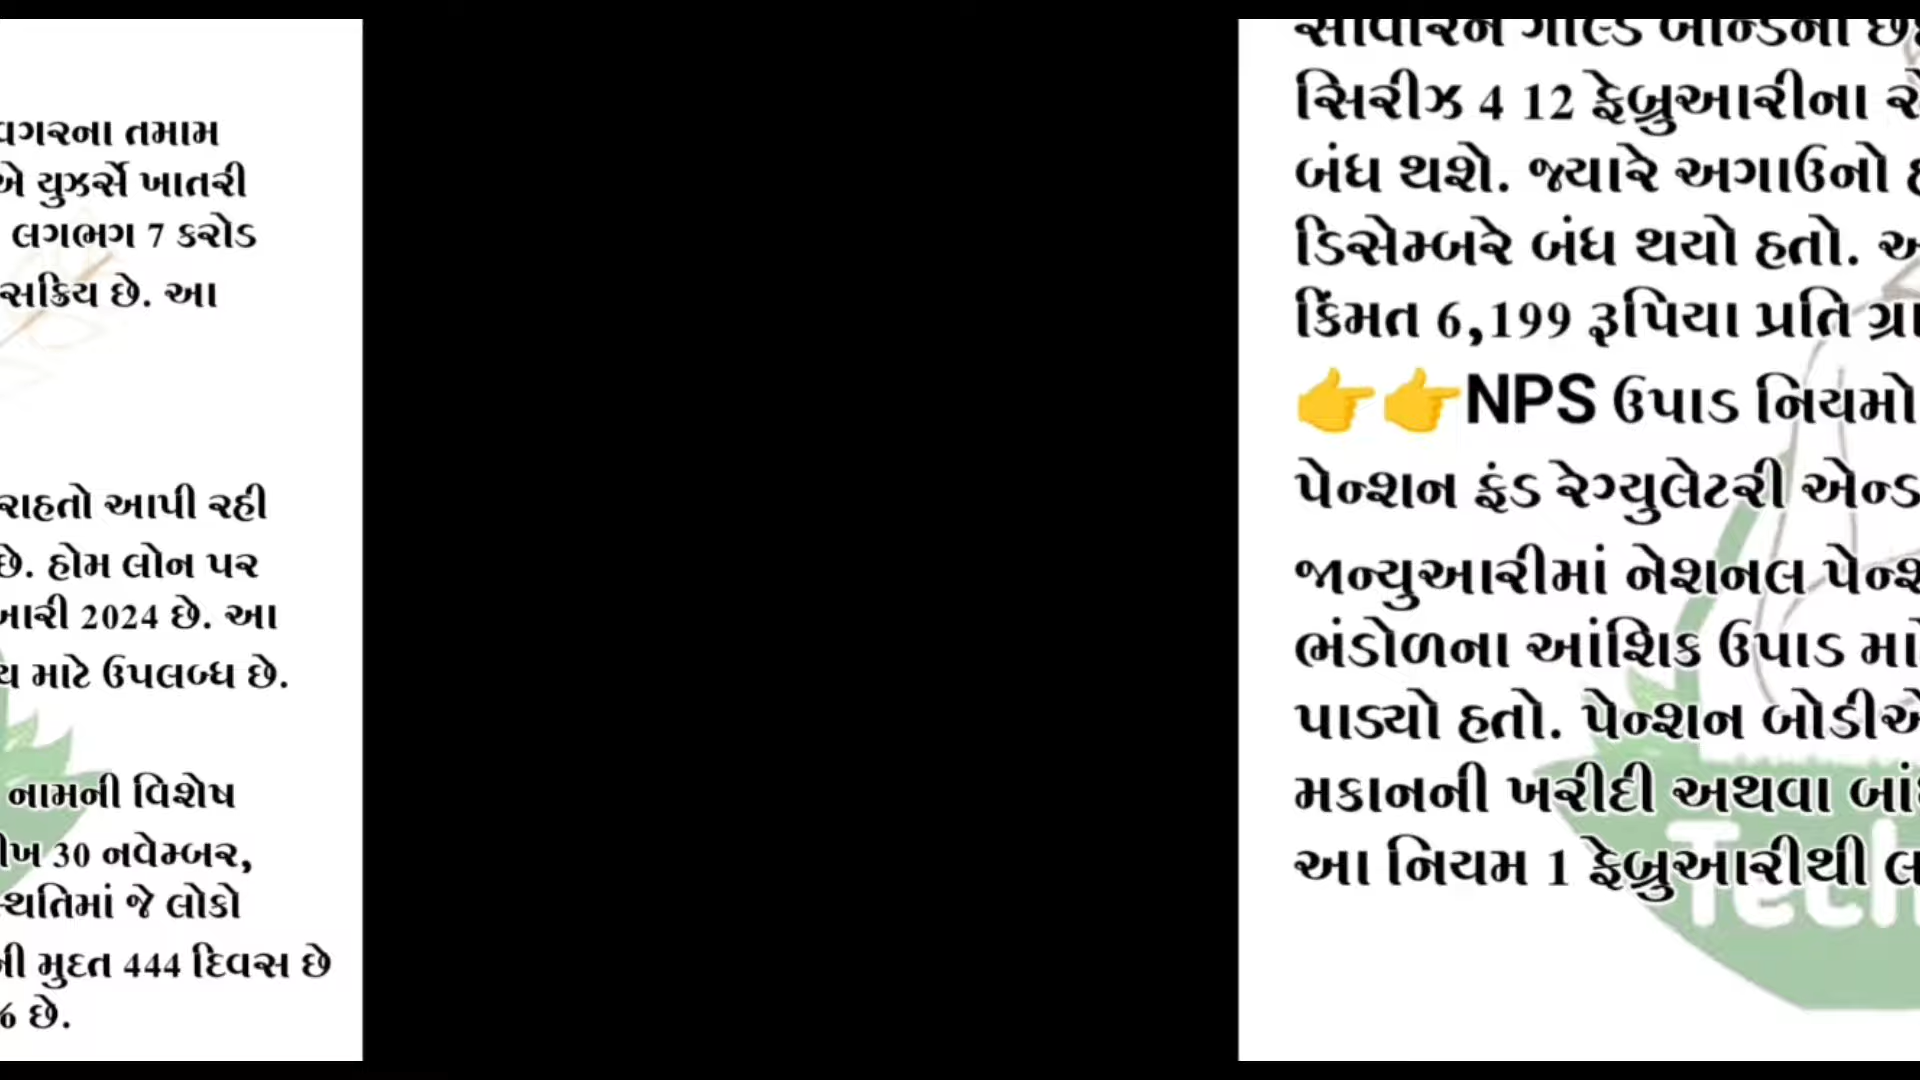 વગરના તમામ
એ યુઝર્સે ખાતરી
લગભગ 7 કરોડ
સક્રિય છે. આ
રાહતો આપી રહી
છે. હોમ લોન પર
2024 છે. આ
માટે ઉપલબ્ધ છે.
નામની વિશેષ
30 નવેમ્બર,
જે લોકો
મુદત 444 દિવસ છે
% છે.
સોવરિન ગોલ્ડ
સિરીઝ 4 12 ફેબ્રુઆરીના
બંધ થશે. જ્યારે અગાઉનો
ડિસેમ્બરે બંધ થયો હતો.
કિંમત 6,199 રૂપિયા પ્રતિ
👉👉NPS ઉપાડ નિયમો
પેન્શન ફંડ રેગ્યુલેટરી એન્ડ
જાન્યુઆરીમાં નેશનલ
ભંડોળના આંશિક ઉપાડ
પાડ્યો હતો. પેન્શન બોડીએ
મકાનની ખરીદી અથવા
આ નિયમ 1 ફેબ્રુઆરીથી
Tech